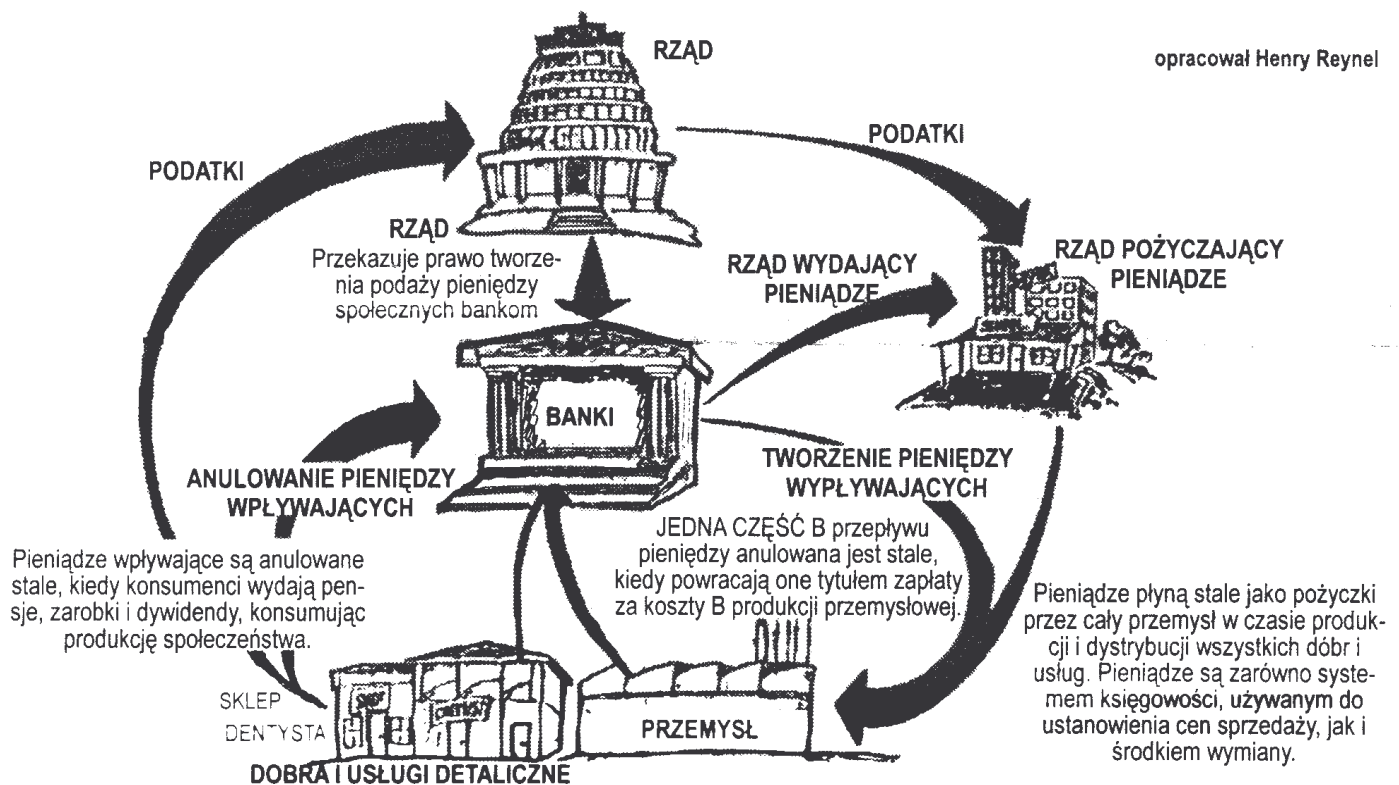 RZĄD
opracował Henry Reynel
PODATKI
PODATKI
RZĄD
Przekazuje prawo tworze-
nia podaży pieniędzy
społecznych bankom
RZĄD WYDAJĄCY
PIENIĄDZE
RZĄD POŻYCZAJĄCY
PIENIĄDZE
BANKI
ANULOWANIE PIENIĘDZY
WPŁYWAJĄCYCH
TWORZENIE PIENIĘDZY
WYPŁYWAJĄCYCH
JEDNA CZĘŚĆ B przepływu
pieniędzy anulowana jest stale,
kiedy powracają one tytułem zapłaty
za koszty B produkcji przemysłowej.
Pieniądze wpływające są anulowane
stale, kiedy konsumenci wydają pen-
sje, zarobki i dywidendy, konsumując
produkcję społeczeństwa.
Pieniądze płyną stale jako pożyczki
przez cały przemysł w czasie produk-
cji i dystrybucji wszystkich dóbr i
usług. Pieniądze są zarówno syste-
mem księgowości, używanym do
ustanowienia cen sprzedaży, jak i
środkiem wymiany.
SKLEP
DENTYSTA
PRZEMYSŁ
DOBRA I USŁUGI DETALICZNE